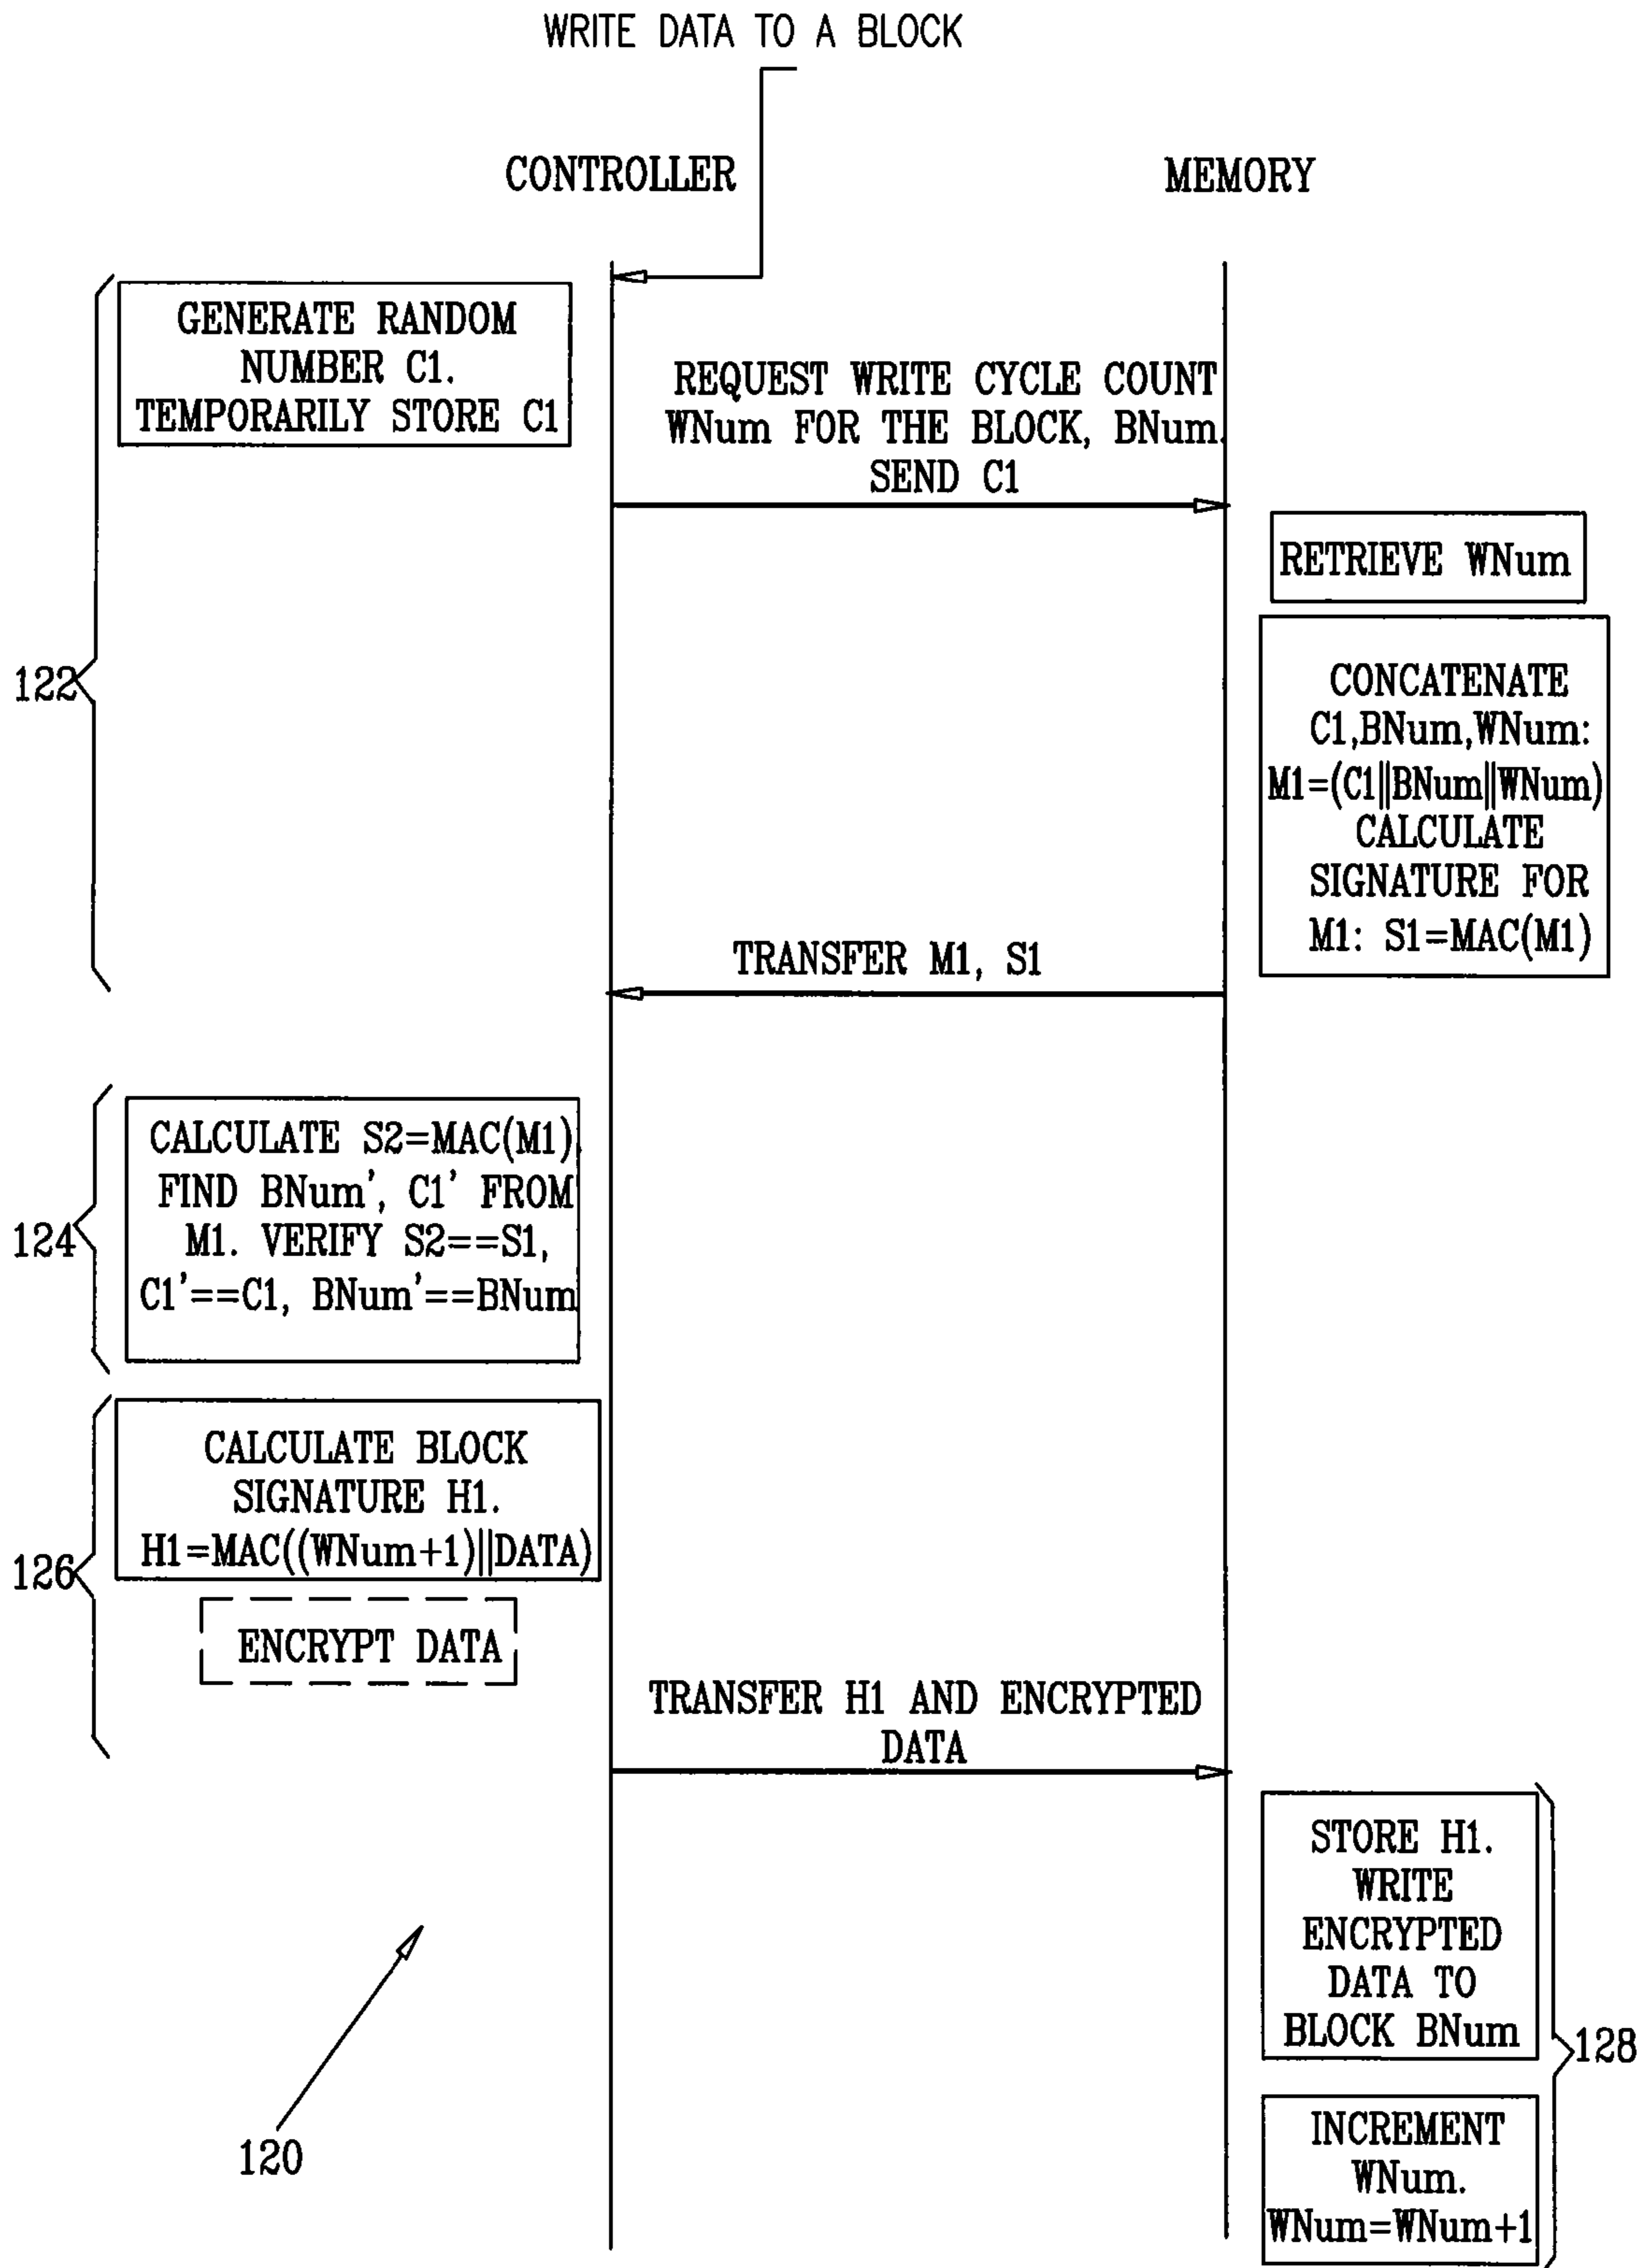 WRITE DATA TO A BLOCK
CONTROLLER
MEMORY
GENERATE RANDOM
NUMBER C1.
TEMPORARILY STORE C1
REQUEST WRITE CYCLE COUNT
WNum FOR THE BLOCK, BNum.
SEND C1
RETRIEVE WNum
CONCATENATE
C1,BNum,WNum:
M1=(C1||BNum||WNum)
CALCULATE
SIGNATURE FOR
M1: S1=MAC(M1)
122
TRANSFER M1, S1
CALCULATE S2=MAC(M1)
FIND BNum', C1' FROM
M1. VERIFY S2==S1,
C1'==C1, BNum'==BNum
124
CALCULATE BLOCK
SIGNATURE H1.
H1=MAC((WNum+1)||DATA)
126
ENCRYPT DATA
TRANSFER H1 AND ENCRYPTED
DATA
STORE H1.
WRITE
ENCRYPTED
DATA TO
BLOCK BNum
128
INCREMENT
WNum.
WNum=WNum+1
120